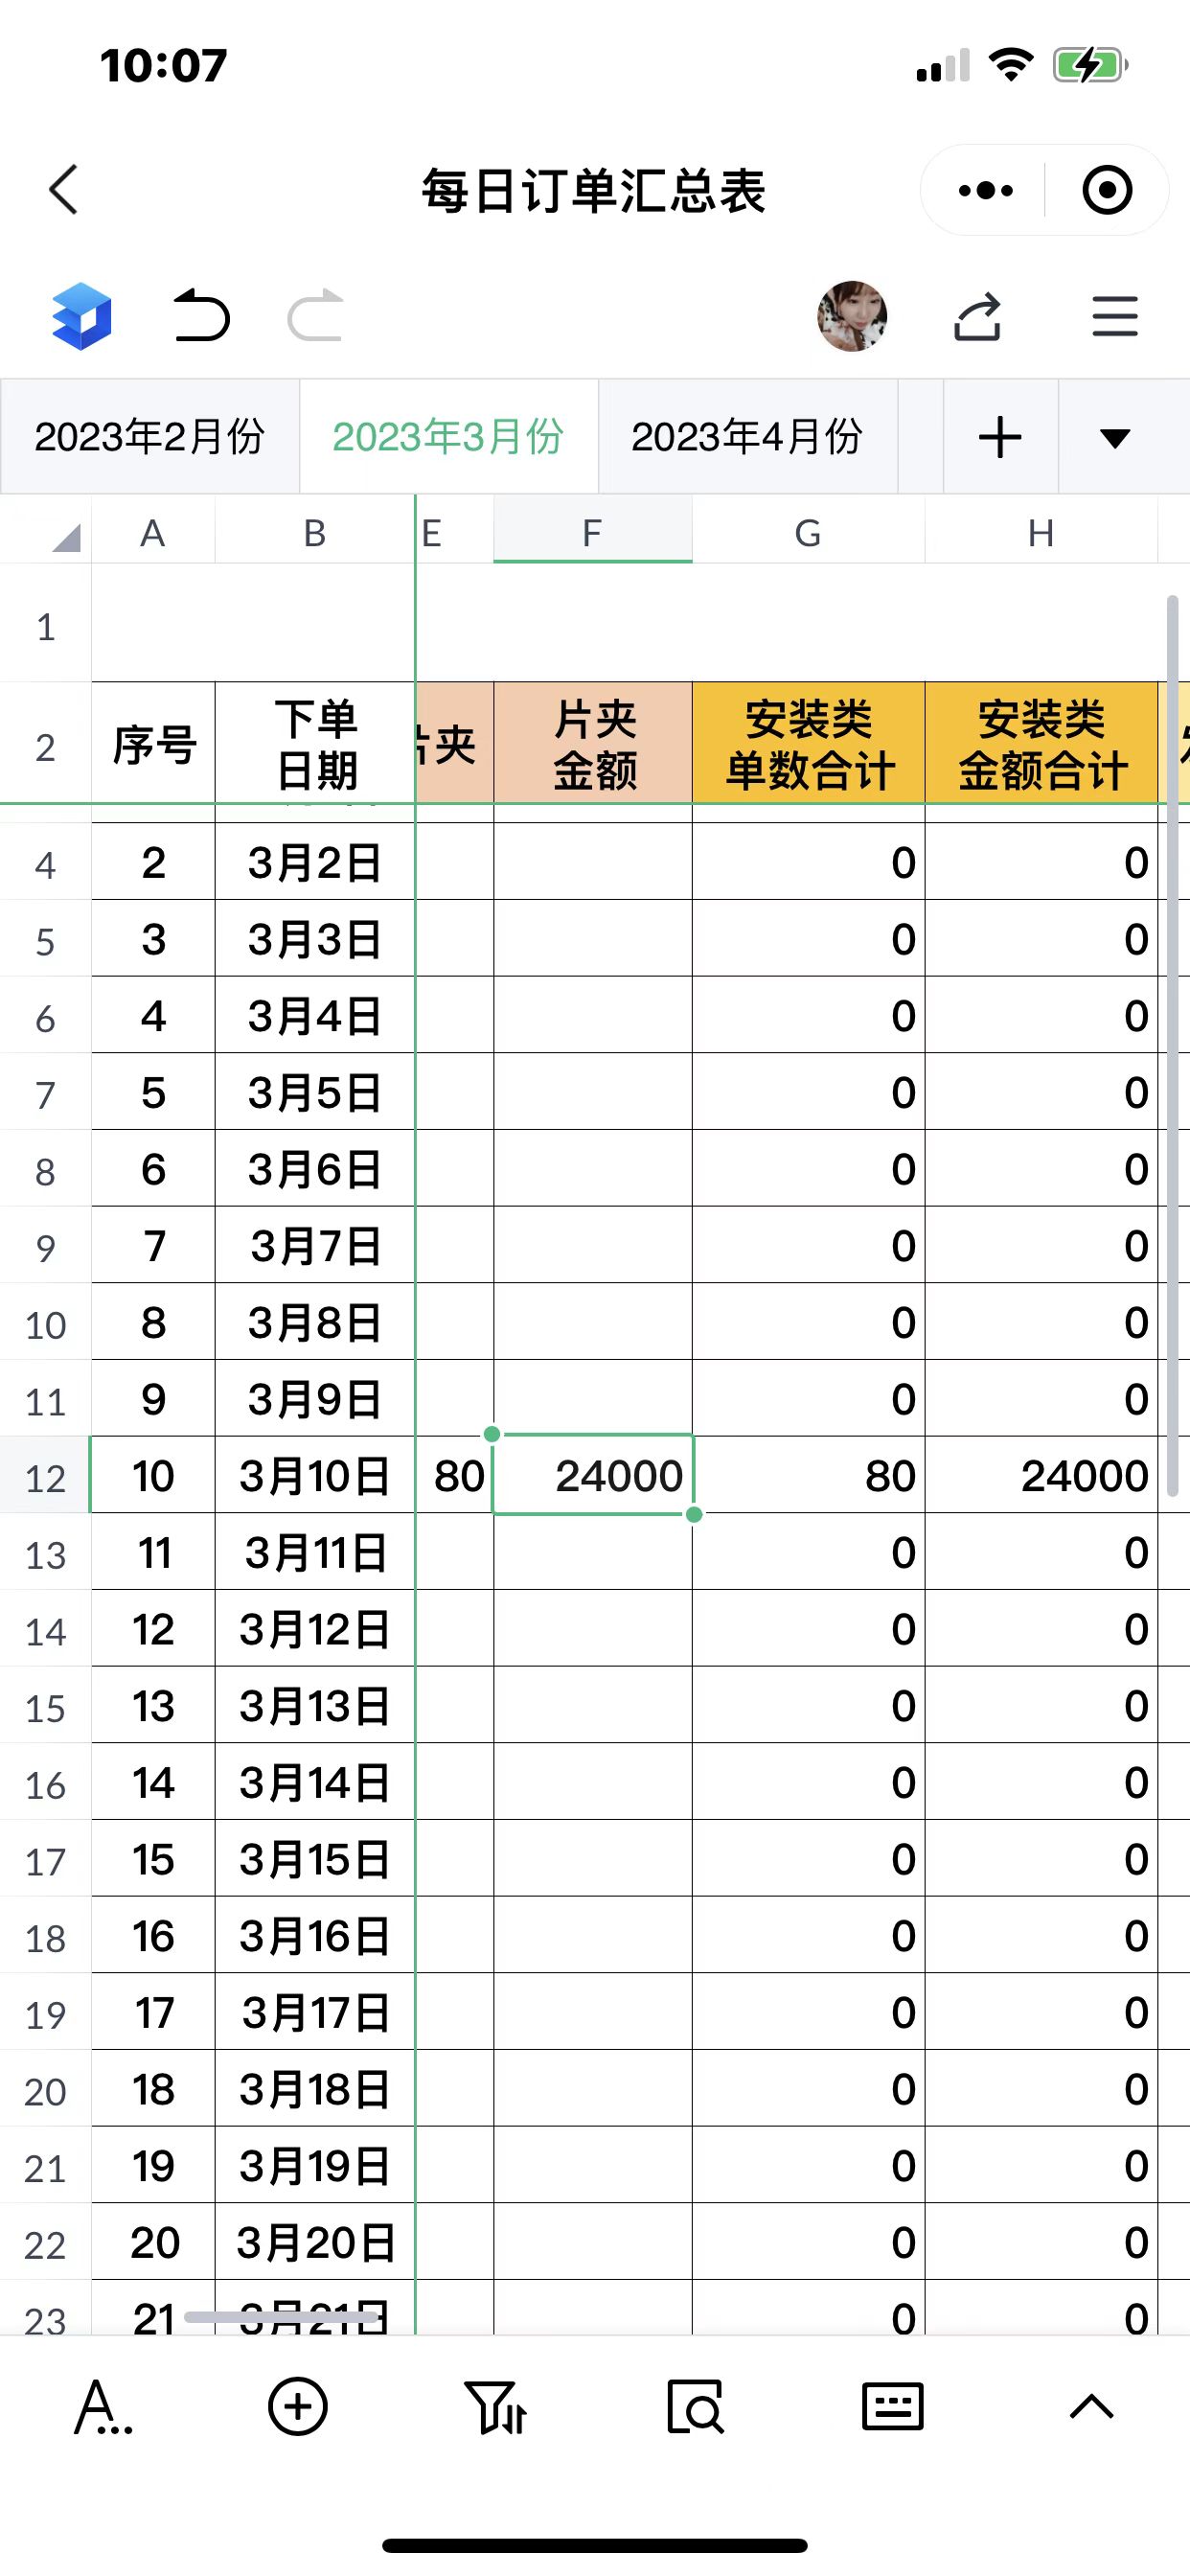 10:07
每日订单汇总表
2023年2月份 2023年3月份 2023年4月份
A B E F G H
1
2 序号 下单 日期 片夹 片夹 金额 安装类 单数合计 安装类 金额合计
4 2 3月2日 0 0
5 3 3月3日 0 0
6 4 3月4日 0 0
7 5 3月5日 0 0
8 6 3月6日 0 0
9 7 3月7日 0 0
10 8 3月8日 0 0
11 9 3月9日 0 0
12 10 3月10日 80 24000 80 24000
13 11 3月11日 0 0
14 12 3月12日 0 0
15 13 3月13日 0 0
16 14 3月14日 0 0
17 15 3月15日 0 0
18 16 3月16日 0 0
19 17 3月17日 0 0
20 18 3月18日 0 0
21 19 3月19日 0 0
22 20 3月20日 0 0
23 21 3月21日 0 0
A...